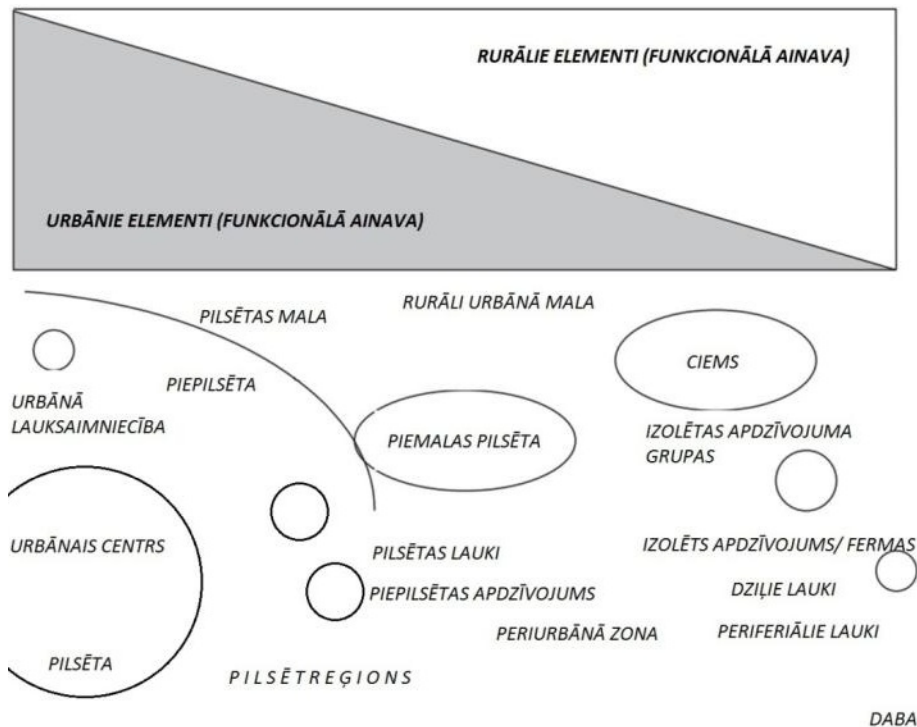 RURĀLIE ELEMENTI (FUNKCIONĀLĀ AINAVA)
URBĀNIE ELEMENTI (FUNKCIONĀLĀ AINAVA)
PILSĒTAS MALA
RURĀLI URBĀNĀ MALA
CIEMS
PIEPILSĒTA
URBĀNĀ
LAUKSAIMNIECĪBA
PIEMALAS PILSĒTA
IZOLĒTAS APDZĪVOJUMA
GRUPAS
URBĀNAIS CENTRS
PILSĒTAS LAUKI
IZOLĒTS APDZĪVOJUMS/ FERMAS
PIEPILSĒTAS APDZĪVOJUMS
DZIĻIE LAUKI
PERIURBĀNĀ ZONA
PERIFERIĀLIE LAUKI
PILSĒTA
PILSĒTREĢIONS
DABA